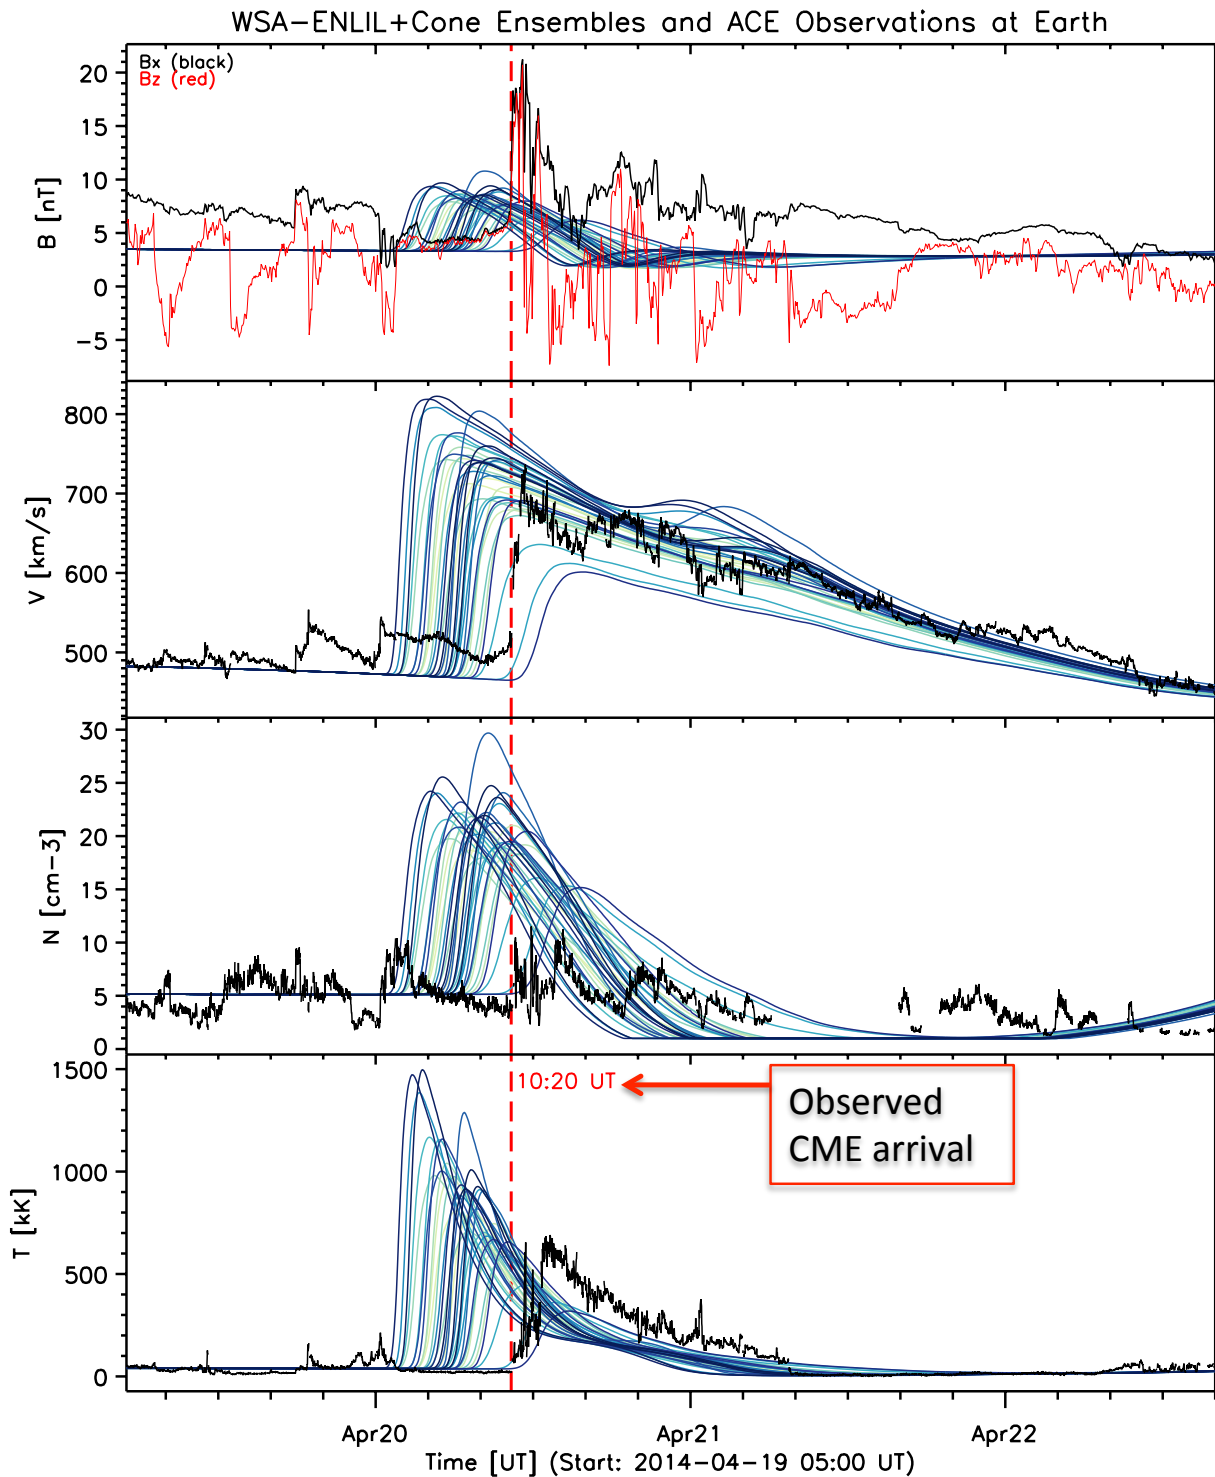 WSA-ENLIL+Cone Ensembles and ACE Observations at Earth
Bx (black)
Bz (red)
20
15
10
5
0
-5
B [nT]
800
700
600
500
V [km/s]
30
25
20
15
10
5
0
N [cm-3]
1500
1000
500
0
T [kK]
10:20 UT
Observed
CME arrival
Apr20
Apr21
Apr22
Time [UT] (Start: 2014-04-19 05:00 UT)